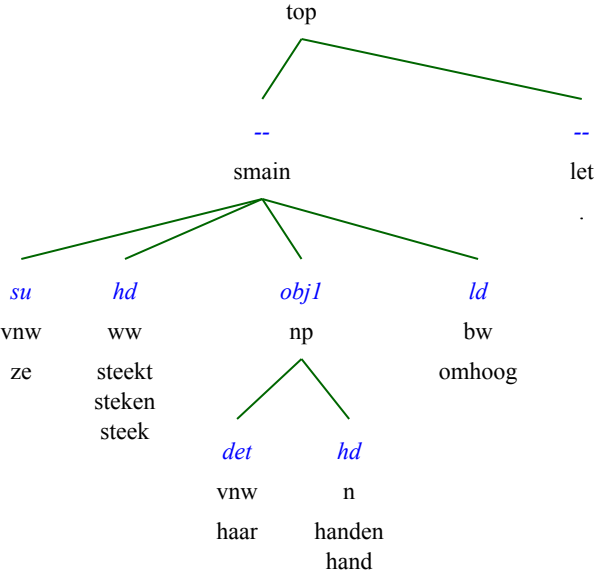 top
-- --
smain let
.
su hd obj1 ld
vnw ww np bw
ze steekt omhoog
steken
steek
det hd
vnw n
haar handen
hand